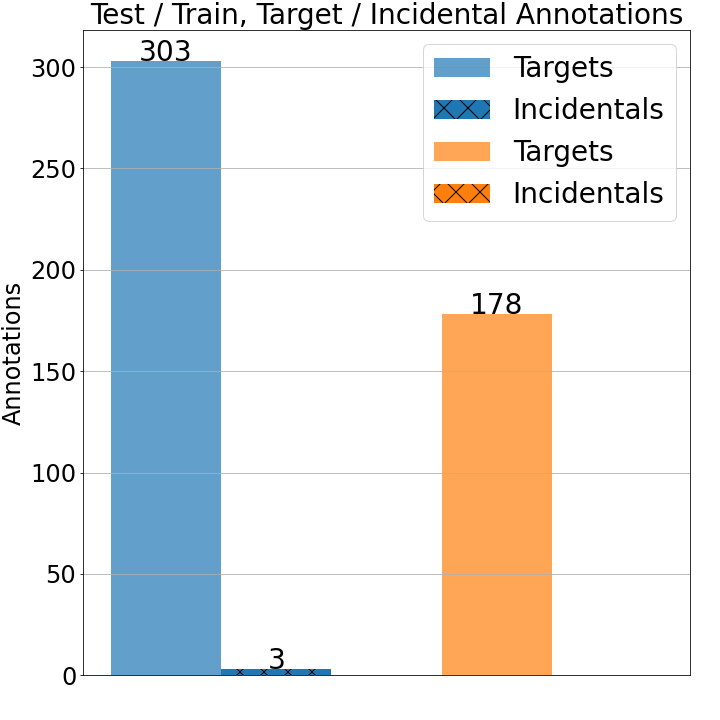 Test / Train, Target / Incidental Annotations
303
Targets
Incidentals
Targets
Incidentals
178
3
Annotations
300
250
200
150
100
50
0